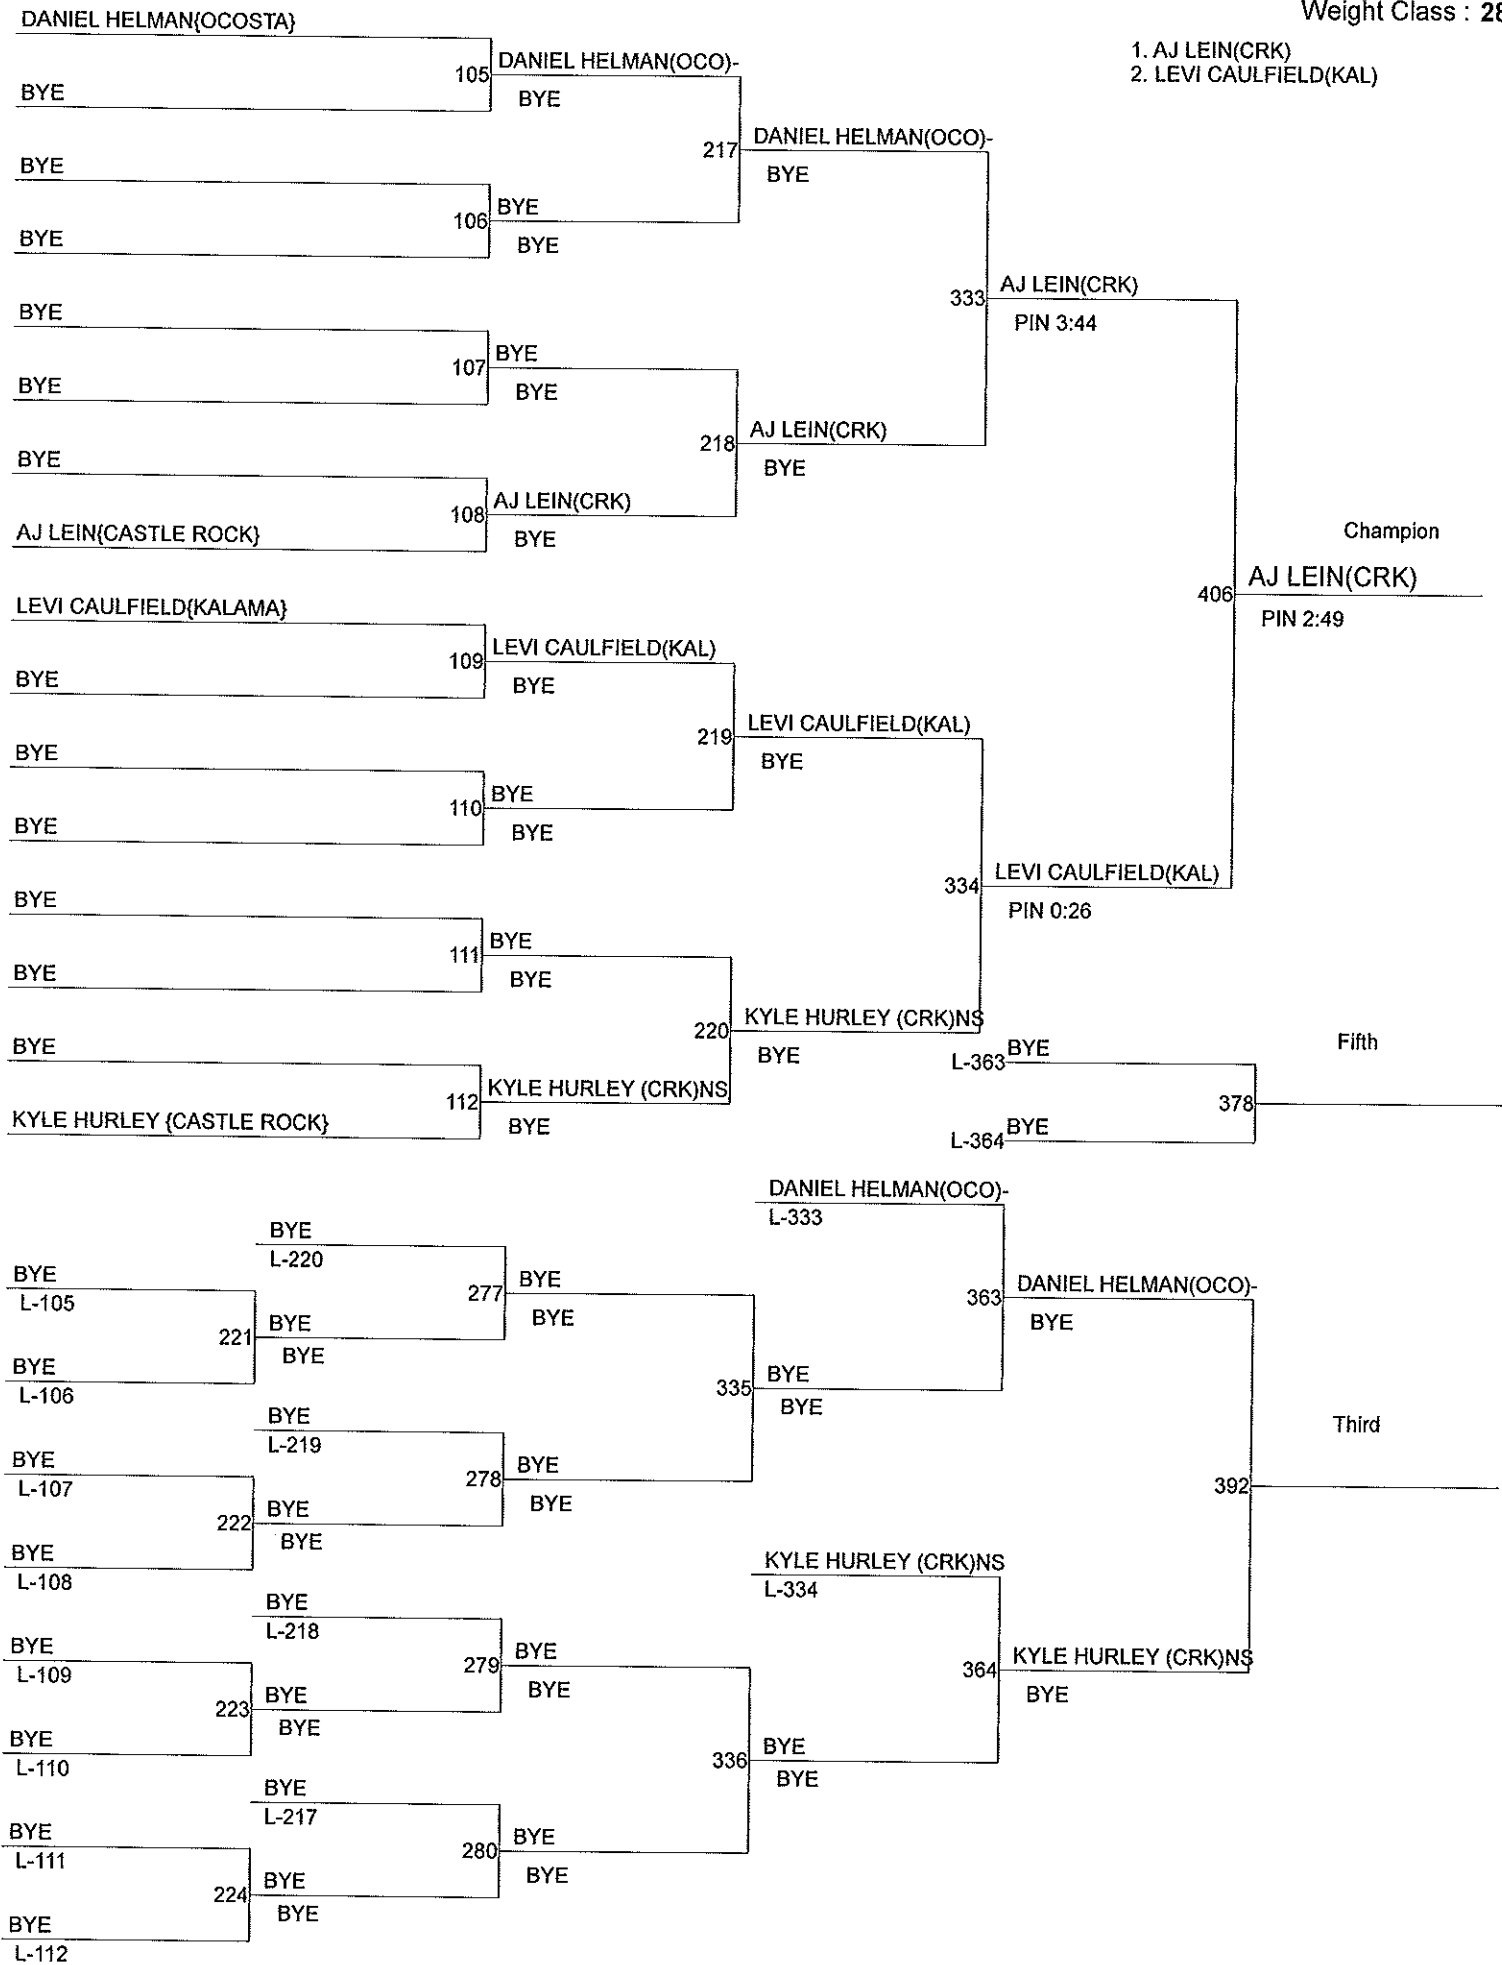 Weight Class : 28
1. AJ LEIN(CRK)
2. LEVI CAULFIELD(KAL)
DANIEL HELMAN{OCOSTA}
105
DANIEL HELMAN(OCO)-
BYE
BYE
217
DANIEL HELMAN(OCO)-
BYE
BYE
106
BYE
BYE
BYE
333
AJ LEIN(CRK)
PIN 3:44
BYE
107
BYE
BYE
BYE
218
AJ LEIN(CRK)
BYE
BYE
108
AJ LEIN(CRK)
BYE
AJ LEIN{CASTLE ROCK}
Champion
406
AJ LEIN(CRK)
PIN 2:49
LEVI CAULFIELD{KALAMA}
109
LEVI CAULFIELD(KAL)
BYE
BYE
219
LEVI CAULFIELD(KAL)
BYE
BYE
110
BYE
BYE
BYE
334
LEVI CAULFIELD(KAL)
PIN 0:26
BYE
111
BYE
BYE
BYE
220
KYLE HURLEY (CRK)NS
BYE
BYE
112
KYLE HURLEY (CRK)NS
BYE
KYLE HURLEY {CASTLE ROCK}
Fifth
L-363
BYE
378
L-364
BYE
DANIEL HELMAN(OCO)-
L-333
BYE
L-220
277
BYE
BYE
363
DANIEL HELMAN(OCO)-
BYE
BYE
L-105
221
BYE
BYE
BYE
L-106
335
BYE
BYE
BYE
L-219
Third
BYE
L-107
278
BYE
BYE
392
222
BYE
BYE
BYE
L-108
KYLE HURLEY (CRK)NS
L-334
BYE
L-218
BYE
L-109
279
BYE
BYE
364
KYLE HURLEY (CRK)NS
BYE
223
BYE
BYE
BYE
L-110
336
BYE
BYE
BYE
L-217
BYE
L-111
280
BYE
BYE
224
BYE
BYE
BYE
L-112